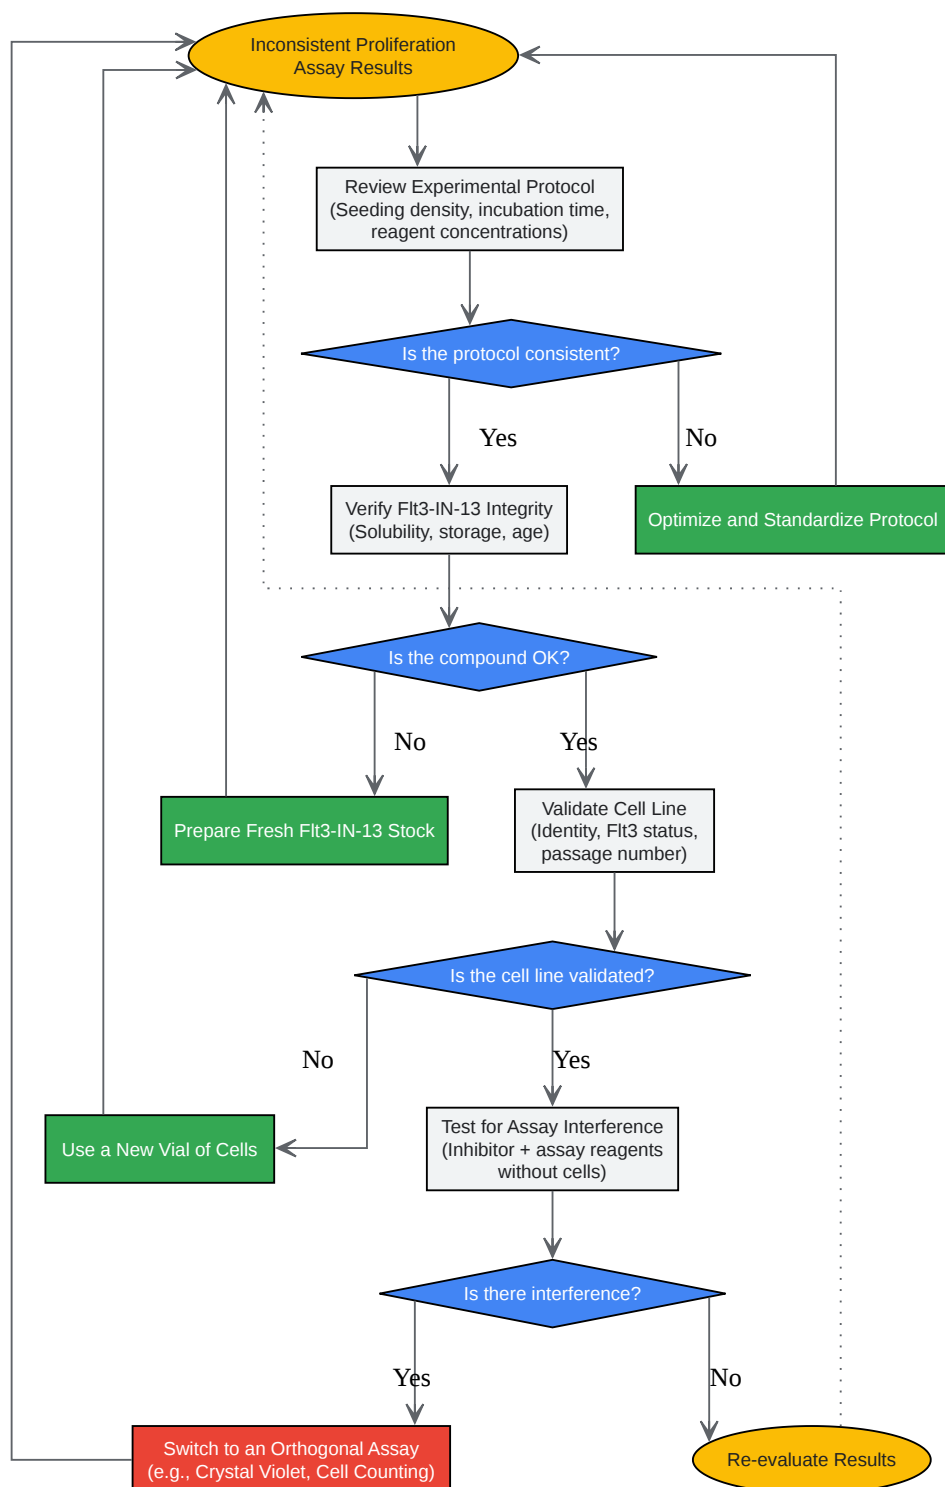 Inconsistent Proliferation
Assay Results
Review Experimental Protocol
(Seeding density, incubation time,
reagent concentrations)
Is the protocol consistent?
Yes
No
Verify Flt3-IN-13 Integrity
(Solubility, storage, age)
Optimize and Standardize Protocol
Is the compound OK?
No
Yes
Prepare Fresh Flt3-IN-13 Stock
Validate Cell Line
(Identity, Flt3 status,
passage number)
Is the cell line validated?
No
Yes
Use a New Vial of Cells
Test for Assay Interference
(Inhibitor + assay reagents
without cells)
Is there interference?
Yes
No
Switch to an Orthogonal Assay
(e.g., Crystal Violet, Cell Counting)
Re-evaluate Results